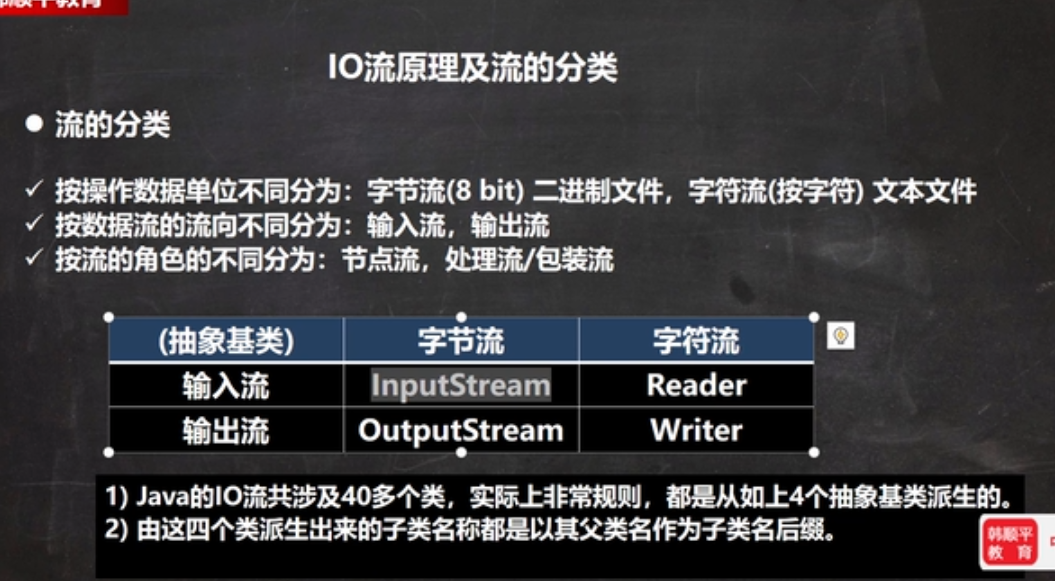 韩顺平教育
IO流原理及流的分类
● 流的分类
✓ 按操作数据单位不同分为：字节流(8 bit) 二进制文件，字符流(按字符) 文本文件
✓ 按数据流的流向不同分为：输入流，输出流
✓ 按流的角色的不同分为：节点流，处理流/包装流
(抽象基类) 字节流 字符流
输入流 InputStream Reader
输出流 OutputStream Writer
1) Java的IO流共涉及40多个类，实际上非常规则，都是从如上4个抽象基类派生的。
2) 由这四个类派生出来的子类名称都是以其父类名作为子类名后缀。
韩顺平
教 育